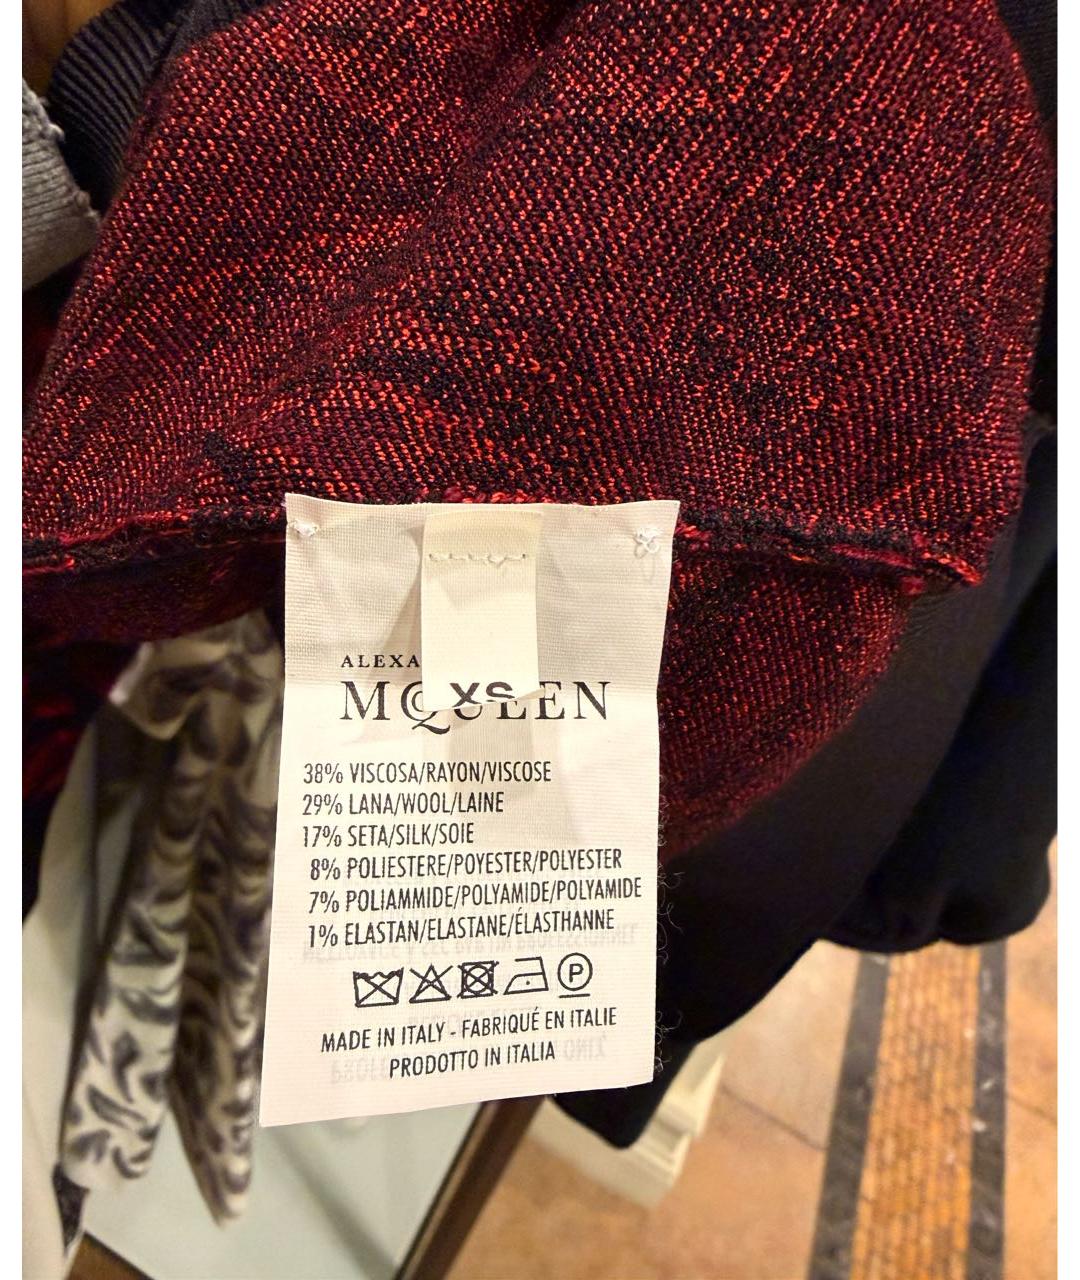 ALEXA
MCQUEEN
XS
38% VISCOSA/RAYON/VISCOSE
29% LANA/WOOL/LAINE
17% SETA/SILK/SOIE
8% POLIESTERE/POYESTER/POLYESTER
7% POLIAMMIDE/POLYAMIDE/POLYAMIDE
1% ELASTAN/ELASTANE/ÉLASTHANNE
P
MADE IN ITALY - FABRIQUÉ EN ITALIE
PRODOTTO IN ITALIA